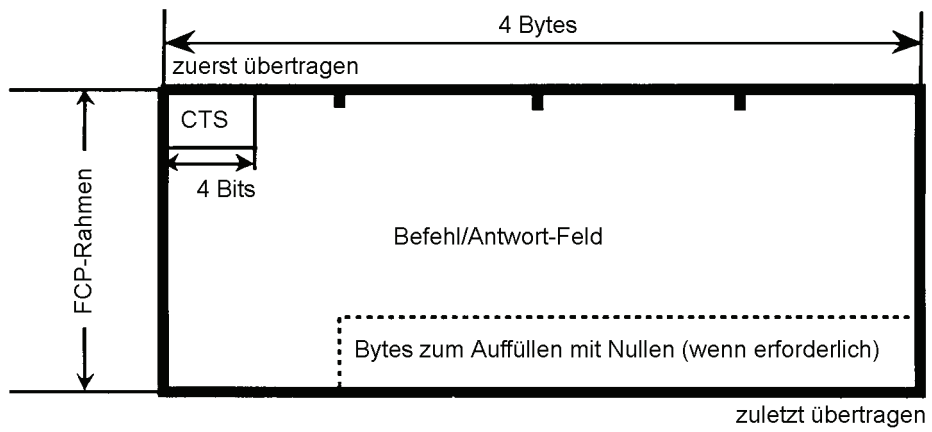 4 Bytes
zuerst übertragen
CTS
4 Bits
FCP-Rahmen
Befehl/Antwort-Feld
Bytes zum Auffüllen mit Nullen (wenn erforderlich)
zuletzt übertragen